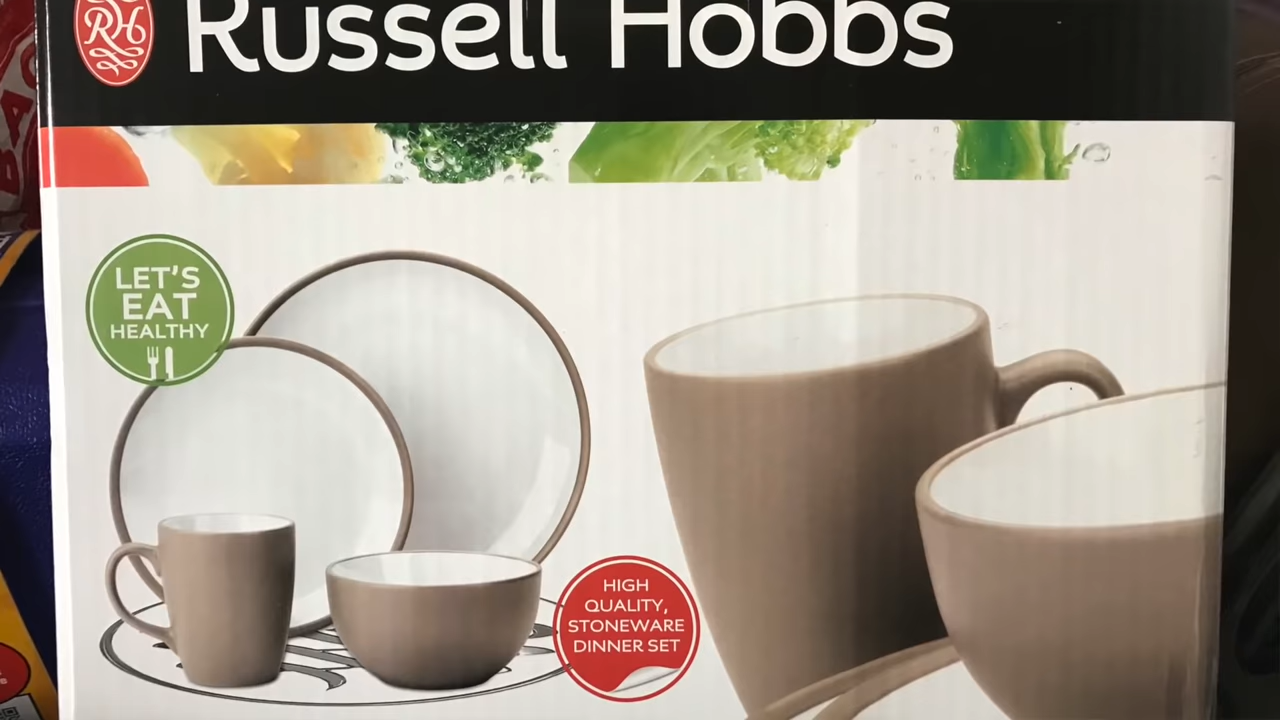 RH
Russell Hobbs
LET'S
EAT
HEALTHY
HIGH
QUALITY,
STONEWARE
DINNER SET